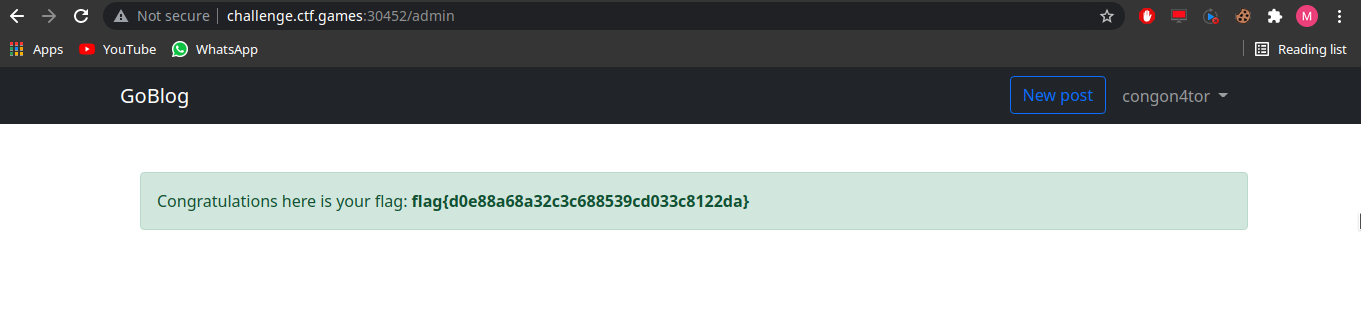 Not secure challenge.ctf.games:30452/admin M
Apps YouTube WhatsApp Reading list
GoBlog New post congon4tor
Congratulations here is your flag: flag{d0e88a68a32c3c688539cd033c8122da}